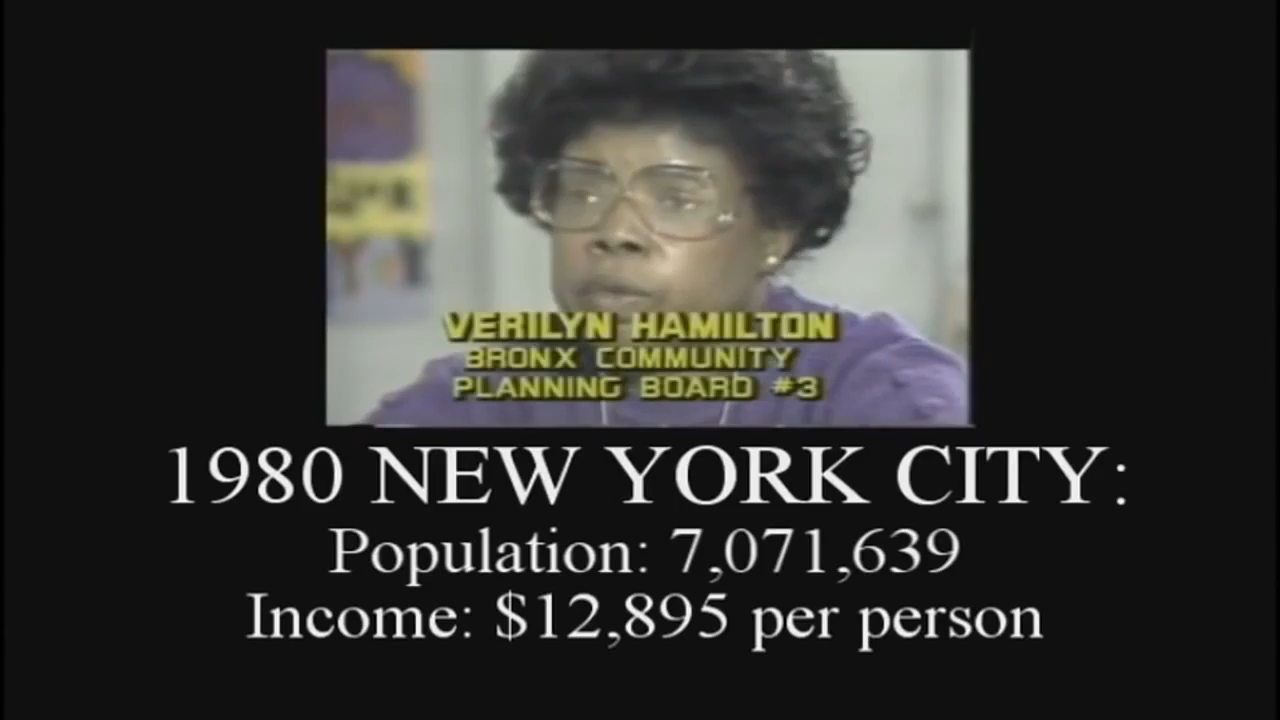 VERILYN HAMILTON
BRONX COMMUNITY
PLANNING BOARD #3
1980 NEW YORK CITY:
Population: 7,071,639
Income: $12,895 per person